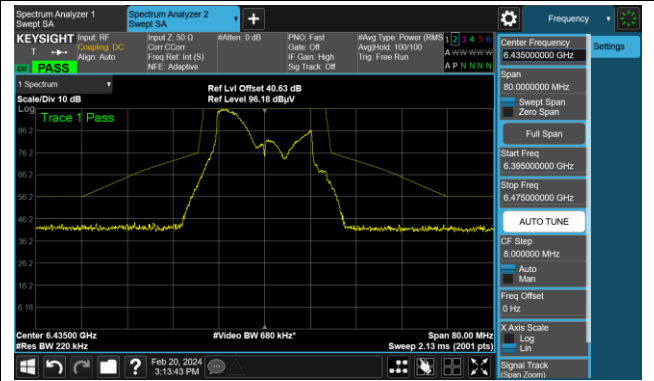 Spectrum Analyzer 1
Swept SA
Spectrum Analyzer 2
Swept SA
Frequency
KEYSIGHT
Input: RF
Coupling: DC
Align: Auto
Input Z: 50 Ω
Corr CCorr
Freq Ref: Int (S)
NFE: Adaptive
#Atten: 0 dB
PNO: Fast
Gate: Off
IF Gain: High
Sig Track: Off
#Avg Type: Power (RMS
Avg|Hold: 100/100
Trig: Free Run
1 2 3 4 5 6
A W W W W W
A P N N N N
T
PASS
1 Spectrum
Scale/Div 10 dB
Ref Lvl Offset 40.63 dB
Ref Level 96.18 dBµV
Log
Trace 1 Pass
86.2
76.2
66.2
56.2
46.2
36.2
26.2
16.2
6.18
Center 6.43500 GHz
#Video BW 680 kHz*
Span 80.00 MHz
#Res BW 220 kHz
Sweep 2.13 ms (2001 pts)
Center Frequency
6.435000000 GHz
Settings
Span
80.0000000 MHz
Swept Span
Zero Span
Full Span
Start Freq
6.395000000 GHz
Stop Freq
6.475000000 GHz
AUTO TUNE
CF Step
8.000000 MHz
Auto
Man
Freq Offset
0 Hz
X Axis Scale
Log
Lin
Signal Track
(Span Zoom)
?
Feb 20, 2024
3:13:43 PM